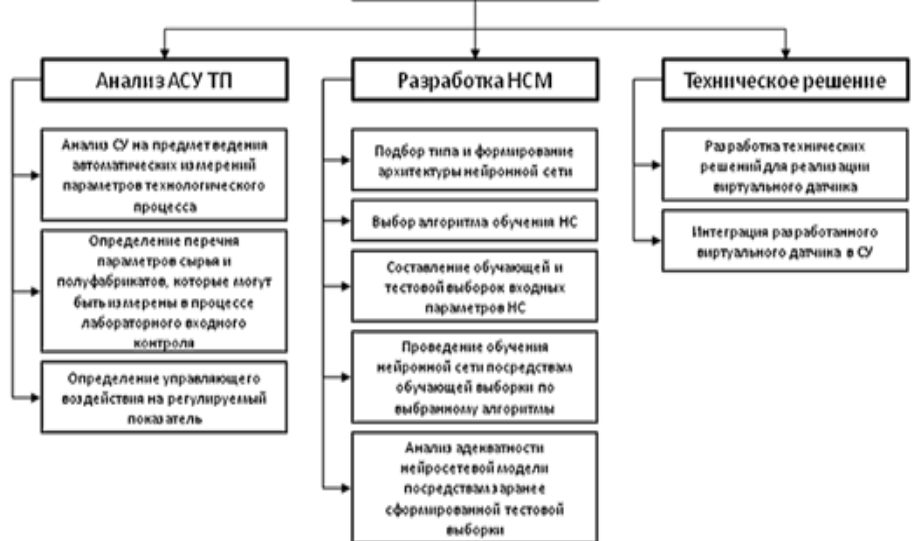 Анализ АСУ ТП
Анализ СУ на предмет ведения
автоматических измерений
параметров технологического
процесса
Определение перечня
параметров сырья и
полуфабрикатов, которые могут
быть измерены в процессе
лабораторного входного
контроля
Определение управляющего
воздействия на регулируемый
показатель
Разработка НСМ
Подбор типа и формирование
архитектуры нейронной сети
Выбор алгоритма обучения НС
Составление обучающей и
тестовой выборок входных
параметров НС
Проведение обучения
нейронной сети посредствам
обучающей выборки по
выбранному алгоритмы
Анализ адекватности
нейросетевой модели
посредствам заранее
сформированной тестовой
выборки
Техническое решение
Разработка технических
решений для реализации
виртуального датчика
Интеграция разработанного
виртуального датчика в СУ